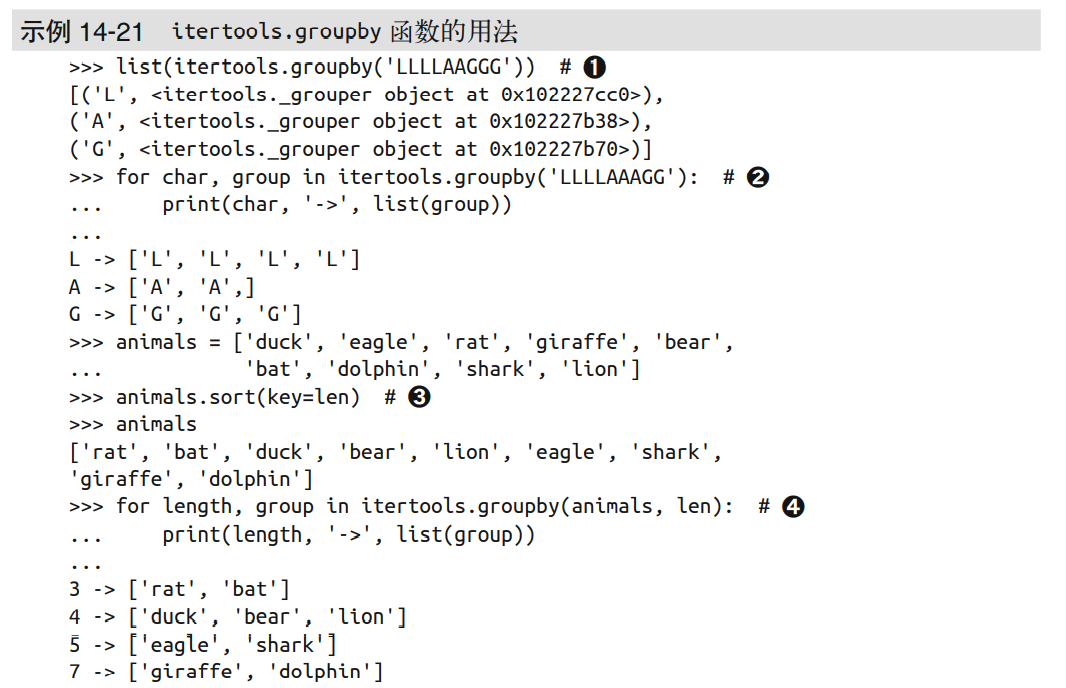 示例 14-21 itertools.groupby 函数的用法
>>> list(itertools.groupby('LLLLAAGGG'))  # ❶
[('L', <itertools._grouper object at 0x102227cc0>),
('A', <itertools._grouper object at 0x102227b38>),
('G', <itertools._grouper object at 0x102227b70>)]
>>> for char, group in itertools.groupby('LLLLAAAGG'):  # ❷
...     print(char, '->', list(group))
...
L -> ['L', 'L', 'L', 'L']
A -> ['A', 'A',]
G -> ['G', 'G', 'G']
>>> animals = ['duck', 'eagle', 'rat', 'giraffe', 'bear',
...            'bat', 'dolphin', 'shark', 'lion']
>>> animals.sort(key=len)  # ❸
>>> animals
['rat', 'bat', 'duck', 'bear', 'lion', 'eagle', 'shark',
'giraffe', 'dolphin']
>>> for length, group in itertools.groupby(animals, len):  # ❹
...     print(length, '->', list(group))
...
3 -> ['rat', 'bat']
4 -> ['duck', 'bear', 'lion']
5 -> ['eagle', 'shark']
7 -> ['giraffe', 'dolphin']